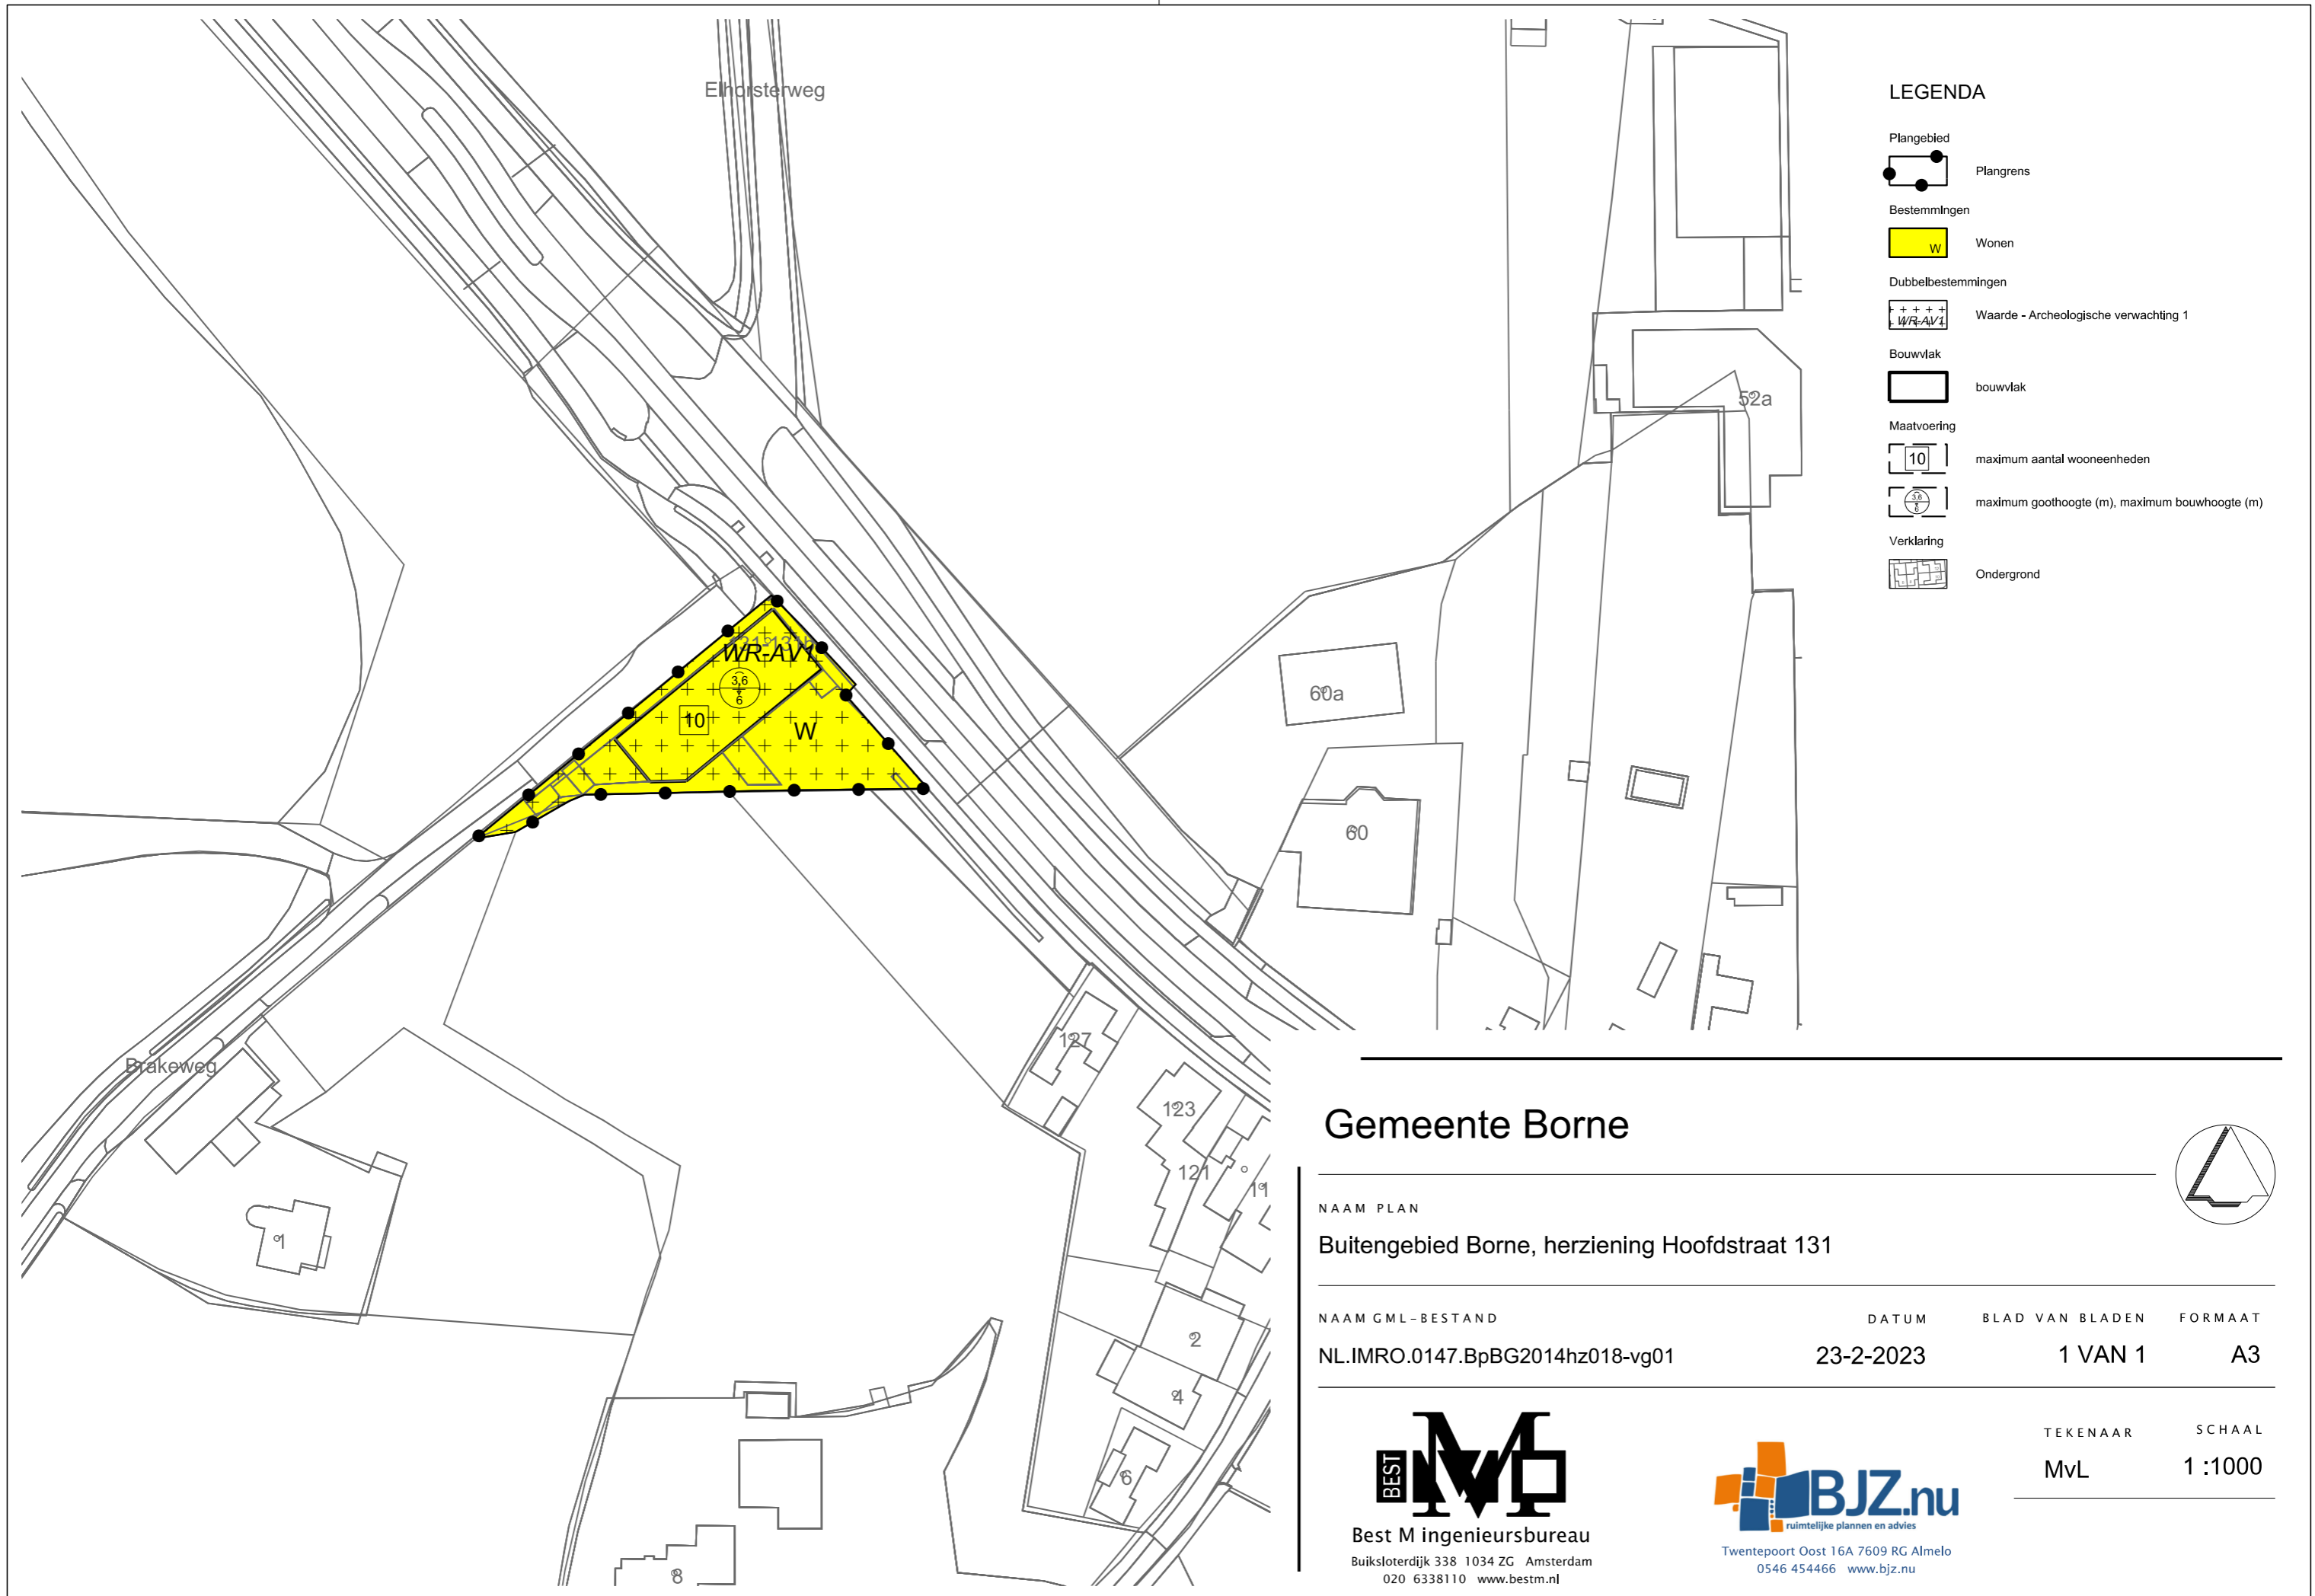 Elhorsterweg
52a
WR-AV1
3,6
6
10
W
60a
60
127
123
121
11
Brakeweg
1
2
4
6
8
LEGENDA
Plangebied
Plangrens
Bestemmingen
W
Wonen
Dubbelbestemmingen
WR-AV1
Waarde - Archeologische verwachting 1
Bouwvlak
bouwvlak
Maatvoering
10
maximum aantal wooneenheden
3,6
6
maximum goothoogte (m), maximum bouwhoogte (m)
Verklaring
Ondergrond
Gemeente Borne
NAAM PLAN
Buitengebied Borne, herziening Hoofdstraat 131
NAAM GML-BESTAND DATUM BLAD VAN BLADEN FORMAAT
NL.IMRO.0147.BpBG2014hz018-vg01 23-2-2023 1 VAN 1 A3
TEKENAAR SCHAAL
MvL 1 :1000
BEST M
Best M ingenieursbureau
Buiksloterdijk 338 1034 ZG Amsterdam
020 6338110 www.bestm.nl
BJZ.nu
ruimtelijke plannen en advies
Twentepoort Oost 16A 7609 RG Almelo
0546 454466 www.bjz.nu